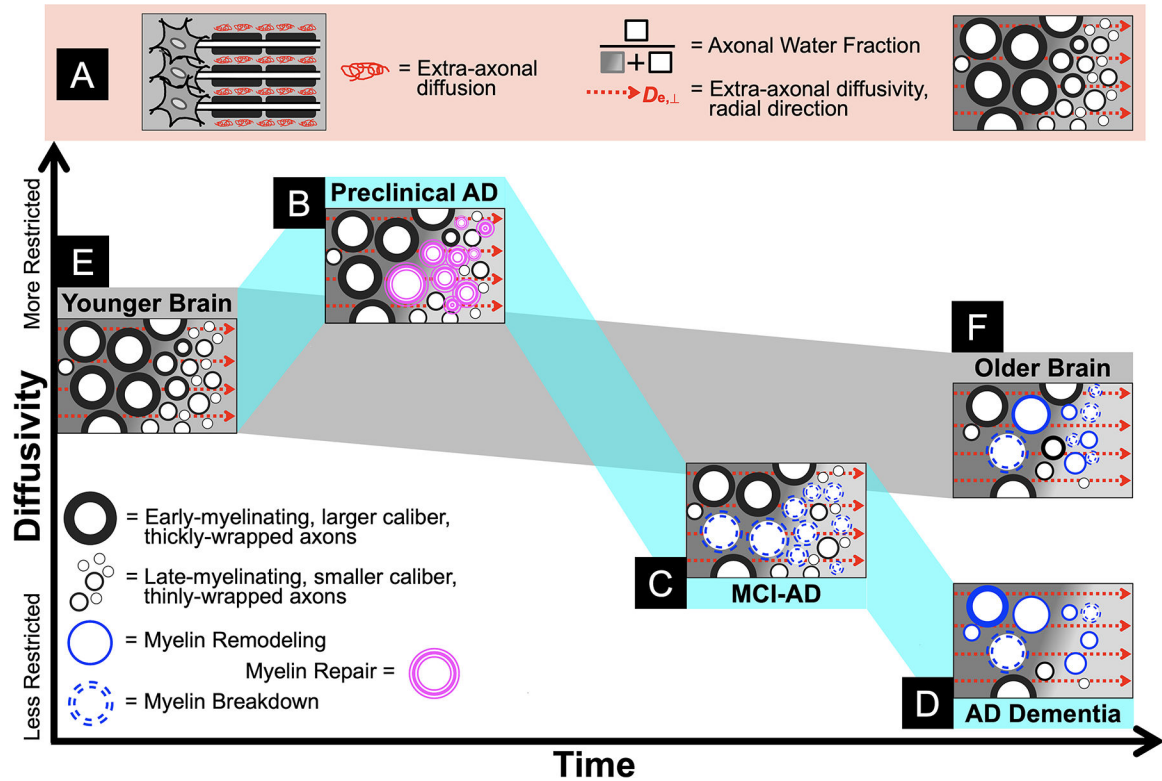 A
= Extra-axonal
diffusion
+
= Axonal Water Fraction
De,⊥
= Extra-axonal diffusivity,
radial direction
More Restricted
Diffusivity
Less Restricted
B
Preclinical AD
E
Younger Brain
F
Older Brain
C
MCI-AD
D
AD Dementia
= Early-myelinating, larger caliber,
thickly-wrapped axons
= Late-myelinating, smaller caliber,
thinly-wrapped axons
= Myelin Remodeling
Myelin Repair =
= Myelin Breakdown
Time